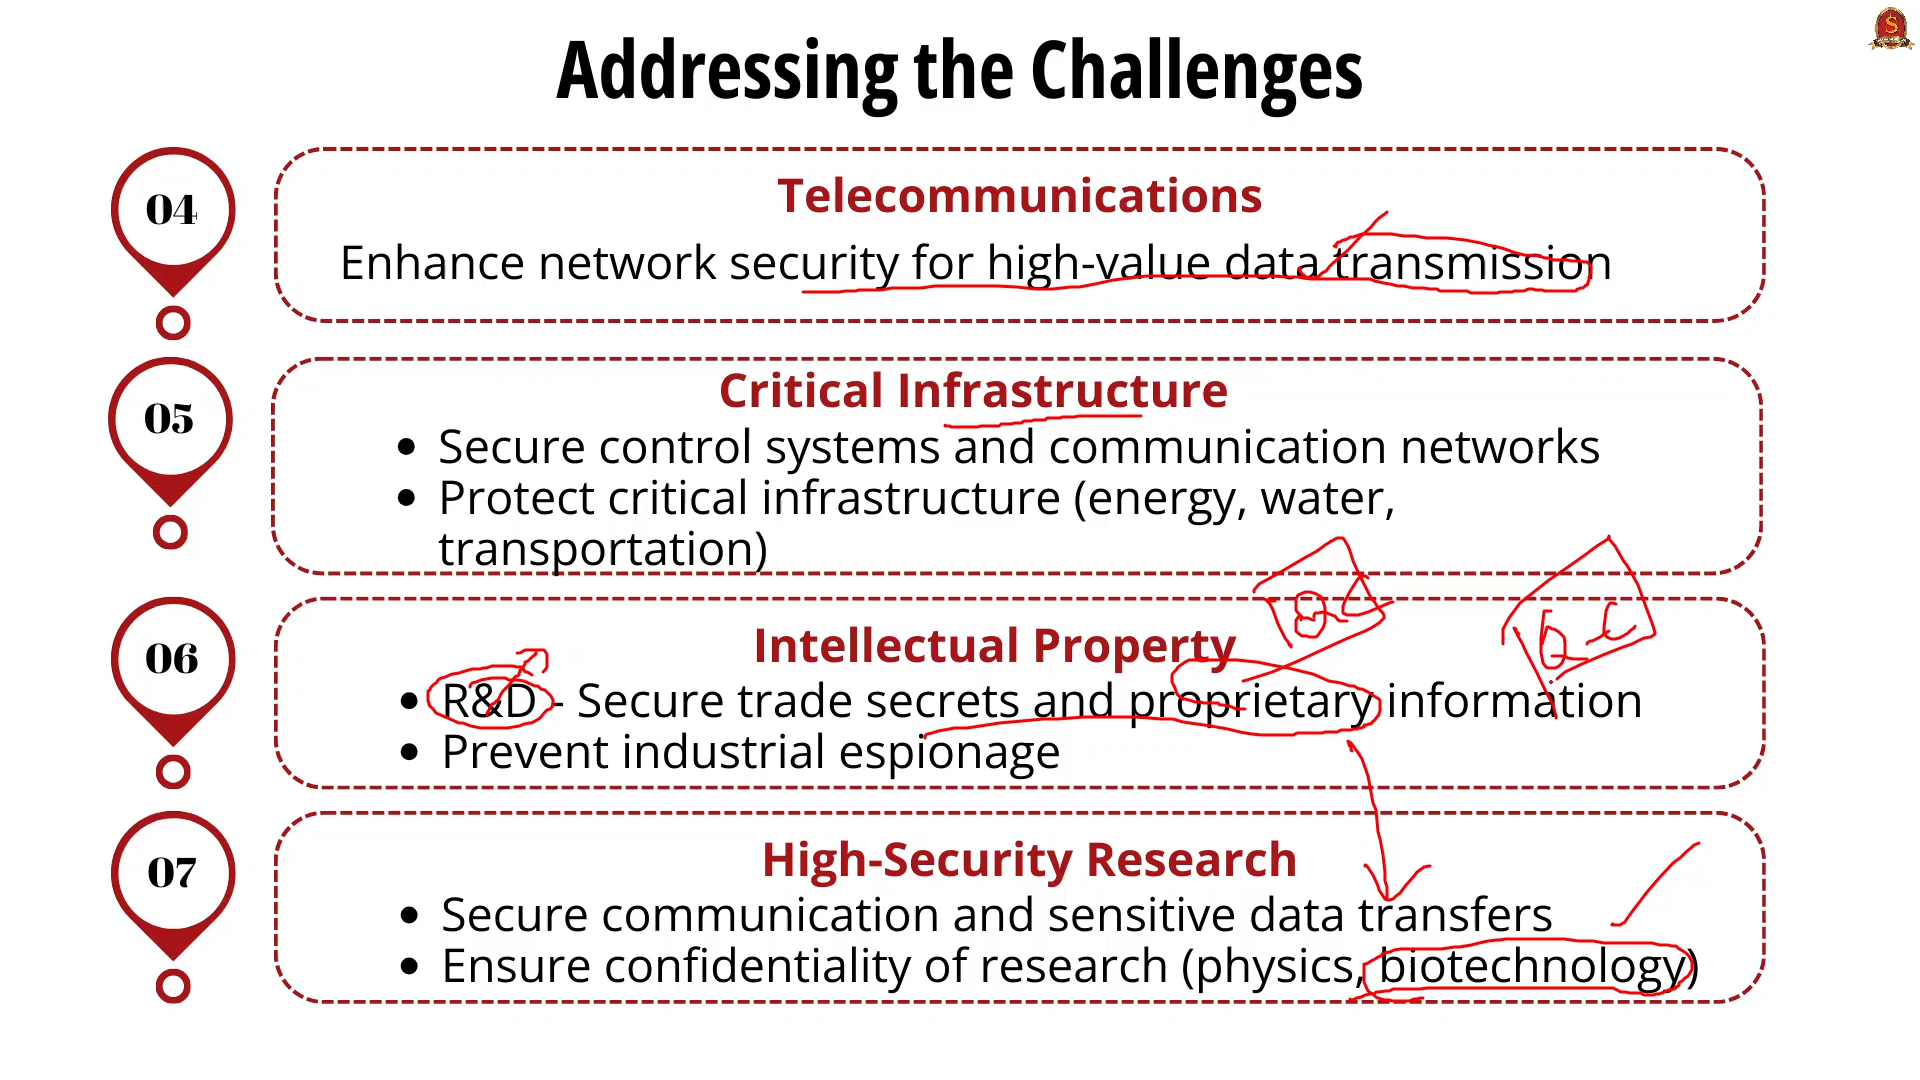 Addressing the Challenges
04
Telecommunications
Enhance network security for high-value data transmission
05
Critical Infrastructure
• Secure control systems and communication networks
• Protect critical infrastructure (energy, water,
transportation)
06
Intellectual Property
• R&D - Secure trade secrets and proprietary information
• Prevent industrial espionage
07
High-Security Research
• Secure communication and sensitive data transfers
• Ensure confidentiality of research (physics, biotechnology)